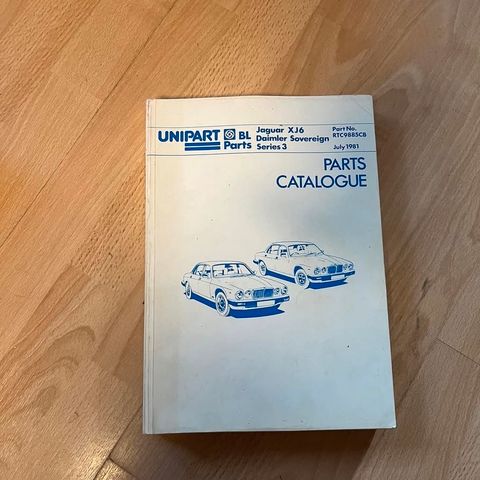 UNIPART
BL
Parts
Jaguar XJ6
Daimler Sovereign
Series 3
Part No.
RTC9885CB
July 1981
PARTS
CATALOGUE